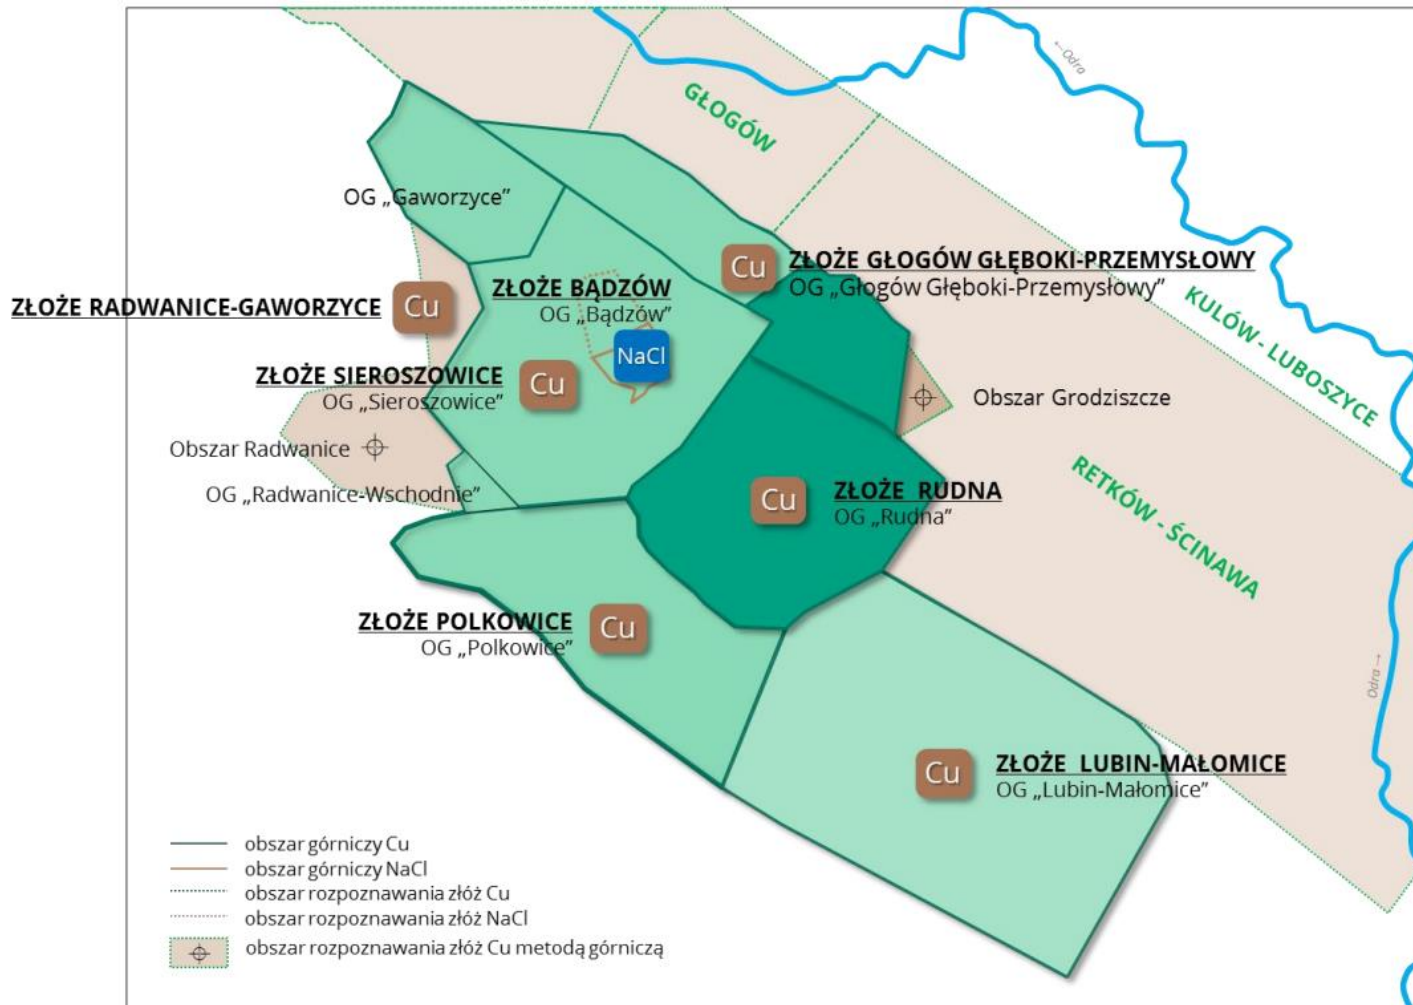 ←Odra
GŁOGÓW
OG „Gaworzyce”
Cu
ZŁOŻE GŁOGÓW GŁĘBOKI-PRZEMYSŁOWY
OG „Głogów Głęboki-Przemysłowy”
KULÓW- LUBOSZYCE
ZŁOŻE BĄDZÓW
OG „Bądzów”
ZŁOŻE RADWANICE-GAWORZYCE
Cu
NaCl
ZŁOŻE SIEROSZOWICE
OG „Sieroszowice”
Cu
Obszar Grodziszcze
Obszar Radwanice
OG „Radwanice-Wschodnie”
RETKÓW - ŚCINAWA
Cu
ZŁOŻE RUDNA
OG „Rudna”
ZŁOŻE POLKOWICE
OG „Polkowice”
Cu
Odra →
Cu
ZŁOŻE LUBIN-MAŁOMICE
OG „Lubin-Małomice”
obszar górniczy Cu
obszar górniczy NaCl
obszar rozpoznawania złóż Cu
obszar rozpoznawania złóż NaCl
obszar rozpoznawania złóż Cu metodą górniczą